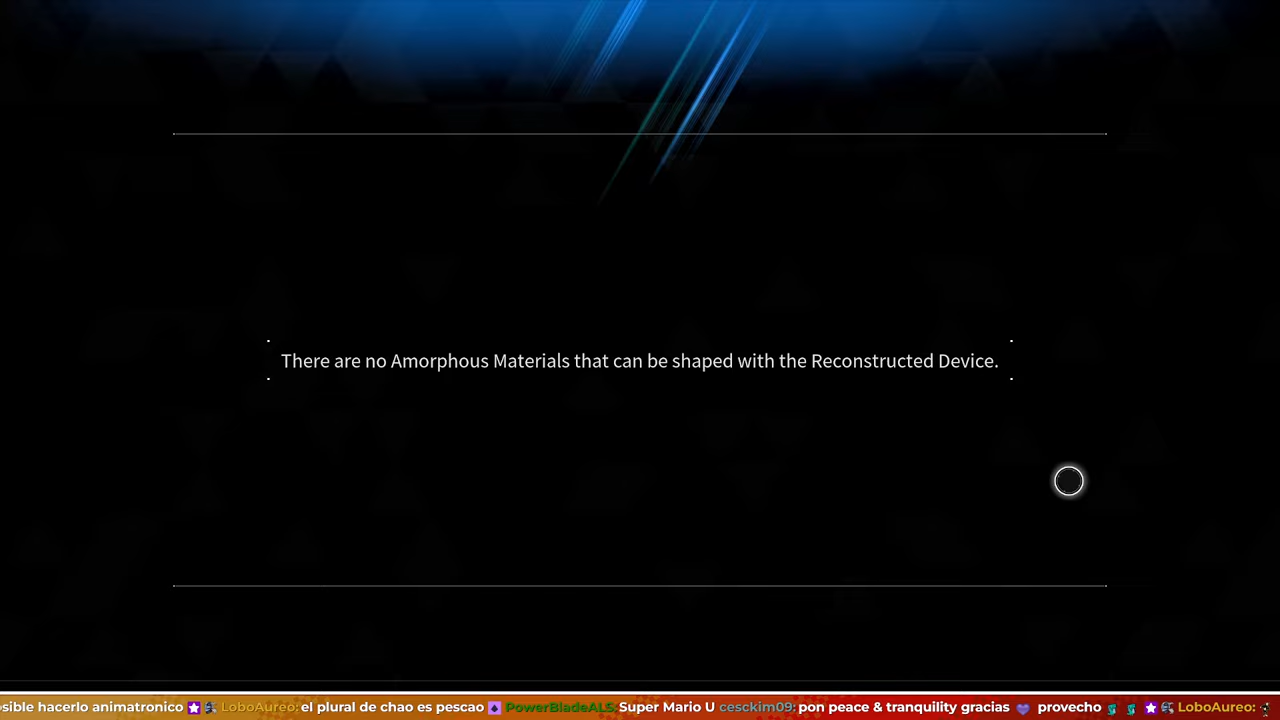 There are no Amorphous Materials that can be shaped with the Reconstructed Device.
sible hacerlo animatronico LoboAureo: el plural de chao es pescao PowerBladeALS: Super Mario U cesckim09: pon peace & tranquility gracias provecho LoboAureo: